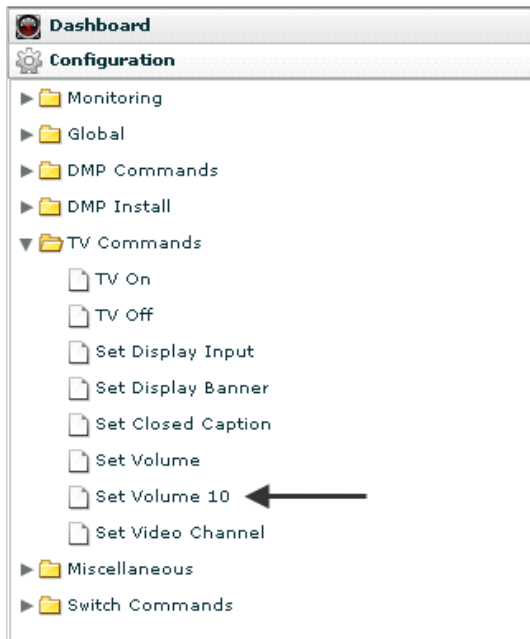 Dashboard
Configuration
Monitoring
Global
DMP Commands
DMP Install
TV Commands
TV On
TV Off
Set Display Input
Set Display Banner
Set Closed Caption
Set Volume
Set Volume 10
Set Video Channel
Miscellaneous
Switch Commands